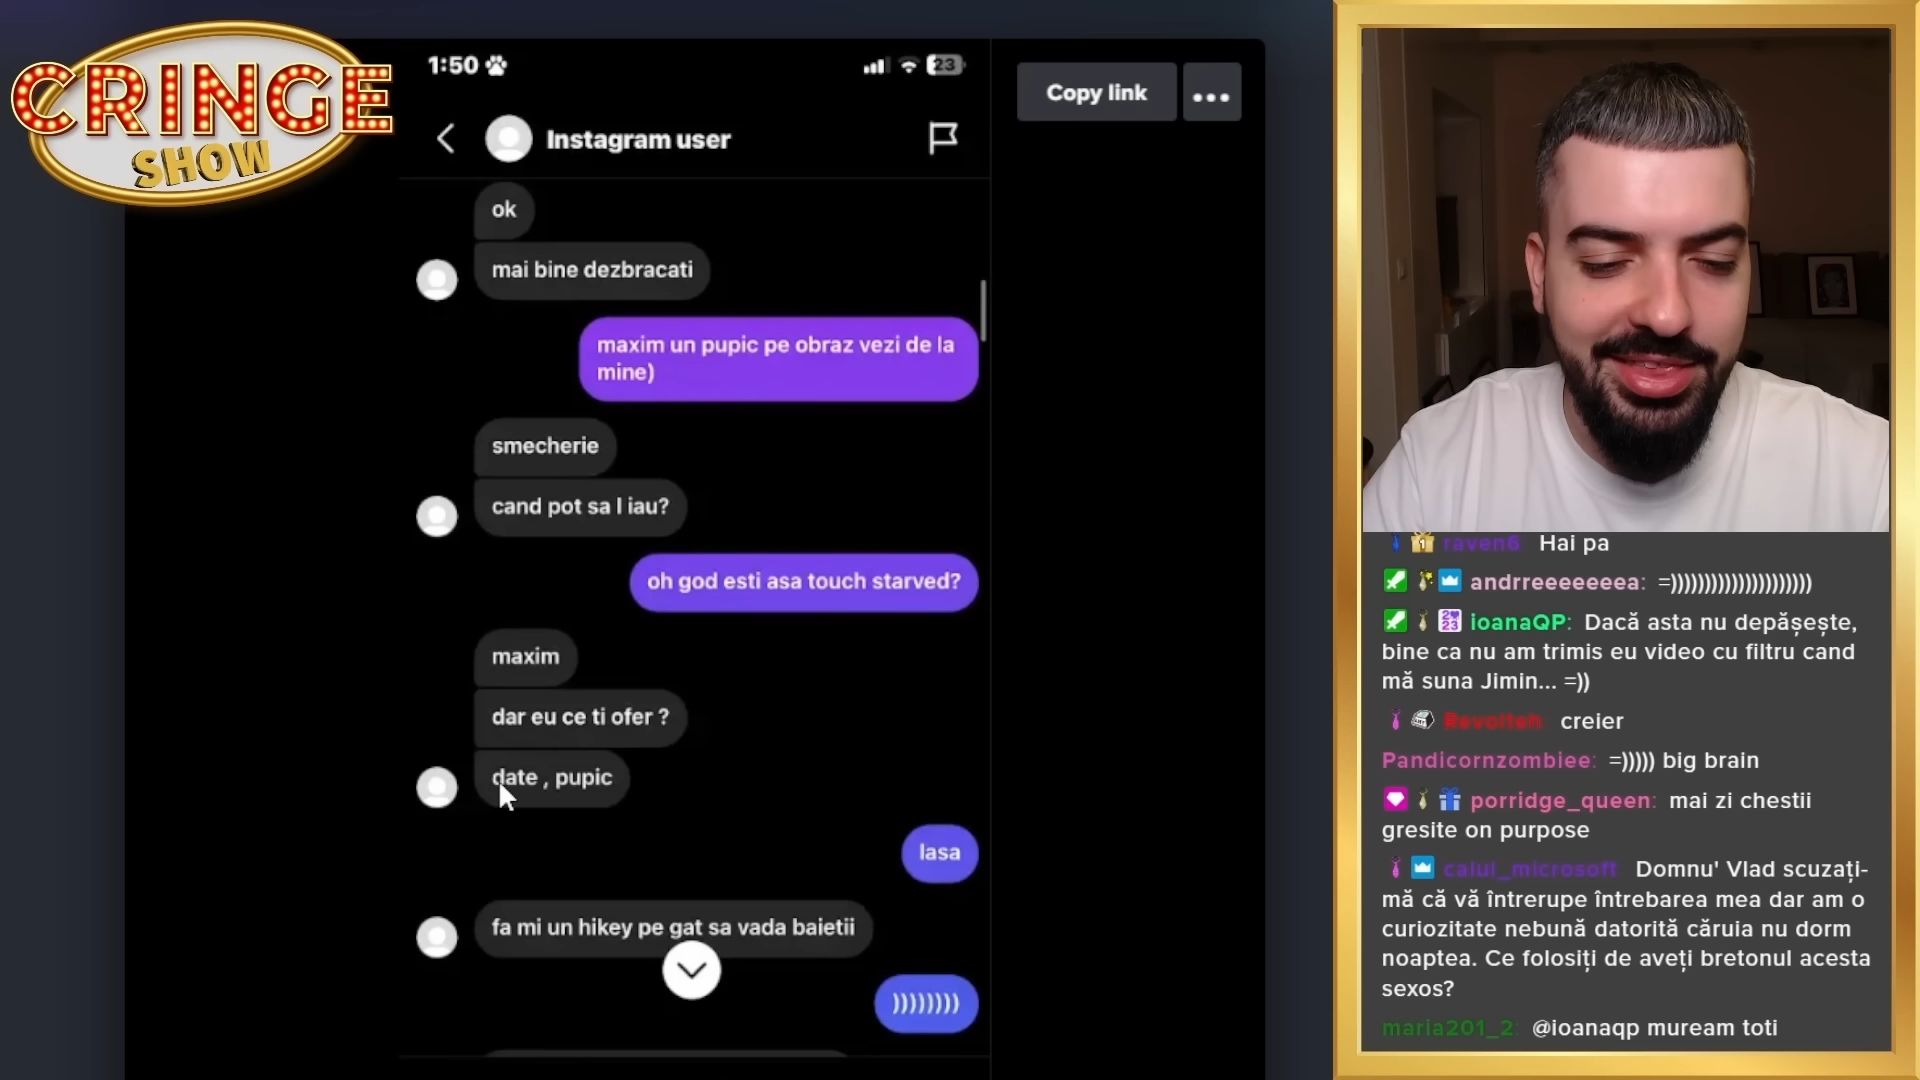 CRINGE
SHOW
1:50
23
Instagram user
Copy link
ok
mai bine dezbracati
maxim un pupic pe obraz vezi de la
mine)
smecherie
cand pot sa l iau?
oh god esti asa touch starved?
maxim
dar eu ce ti ofer ?
date , pupic
lasa
fa mi un hikey pe gat sa vada baietii
))))))))
raven6 Hai pa
andrreeeeeeea: =))))))))))))))))))))
ioanaQP: Dacă asta nu depășește,
bine ca nu am trimis eu video cu filtru cand
mă suna Jimin... =))
Revolteh creier
Pandicornzombiee: =))))) big brain
porridge_queen: mai zi chestii
gresite on purpose
calul_microsoft Domnu' Vlad scuzați-
mă că vă întrerupe întrebarea mea dar am o
curiozitate nebună datorită căruia nu dorm
noaptea. Ce folosiți de aveți bretonul acesta
sexos?
maria201_2: @ioanaqp muream toti